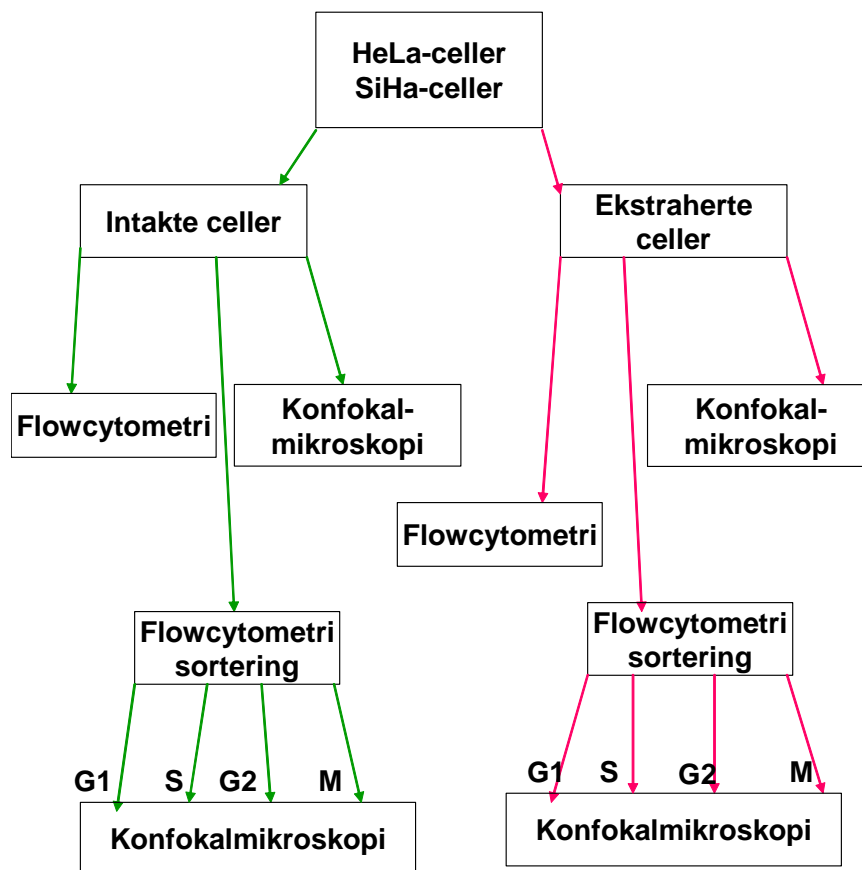 HeLa-celler
SiHa-celler
Intakte celler
Ekstraherte
celler
Flowcytometri
Konfokal-
mikroskopi
Konfokal-
mikroskopi
Flowcytometri
Flowcytometri
sortering
Flowcytometri
sortering
G1 S G2 M
G1 S G2 M
Konfokalmikroskopi
Konfokalmikroskopi